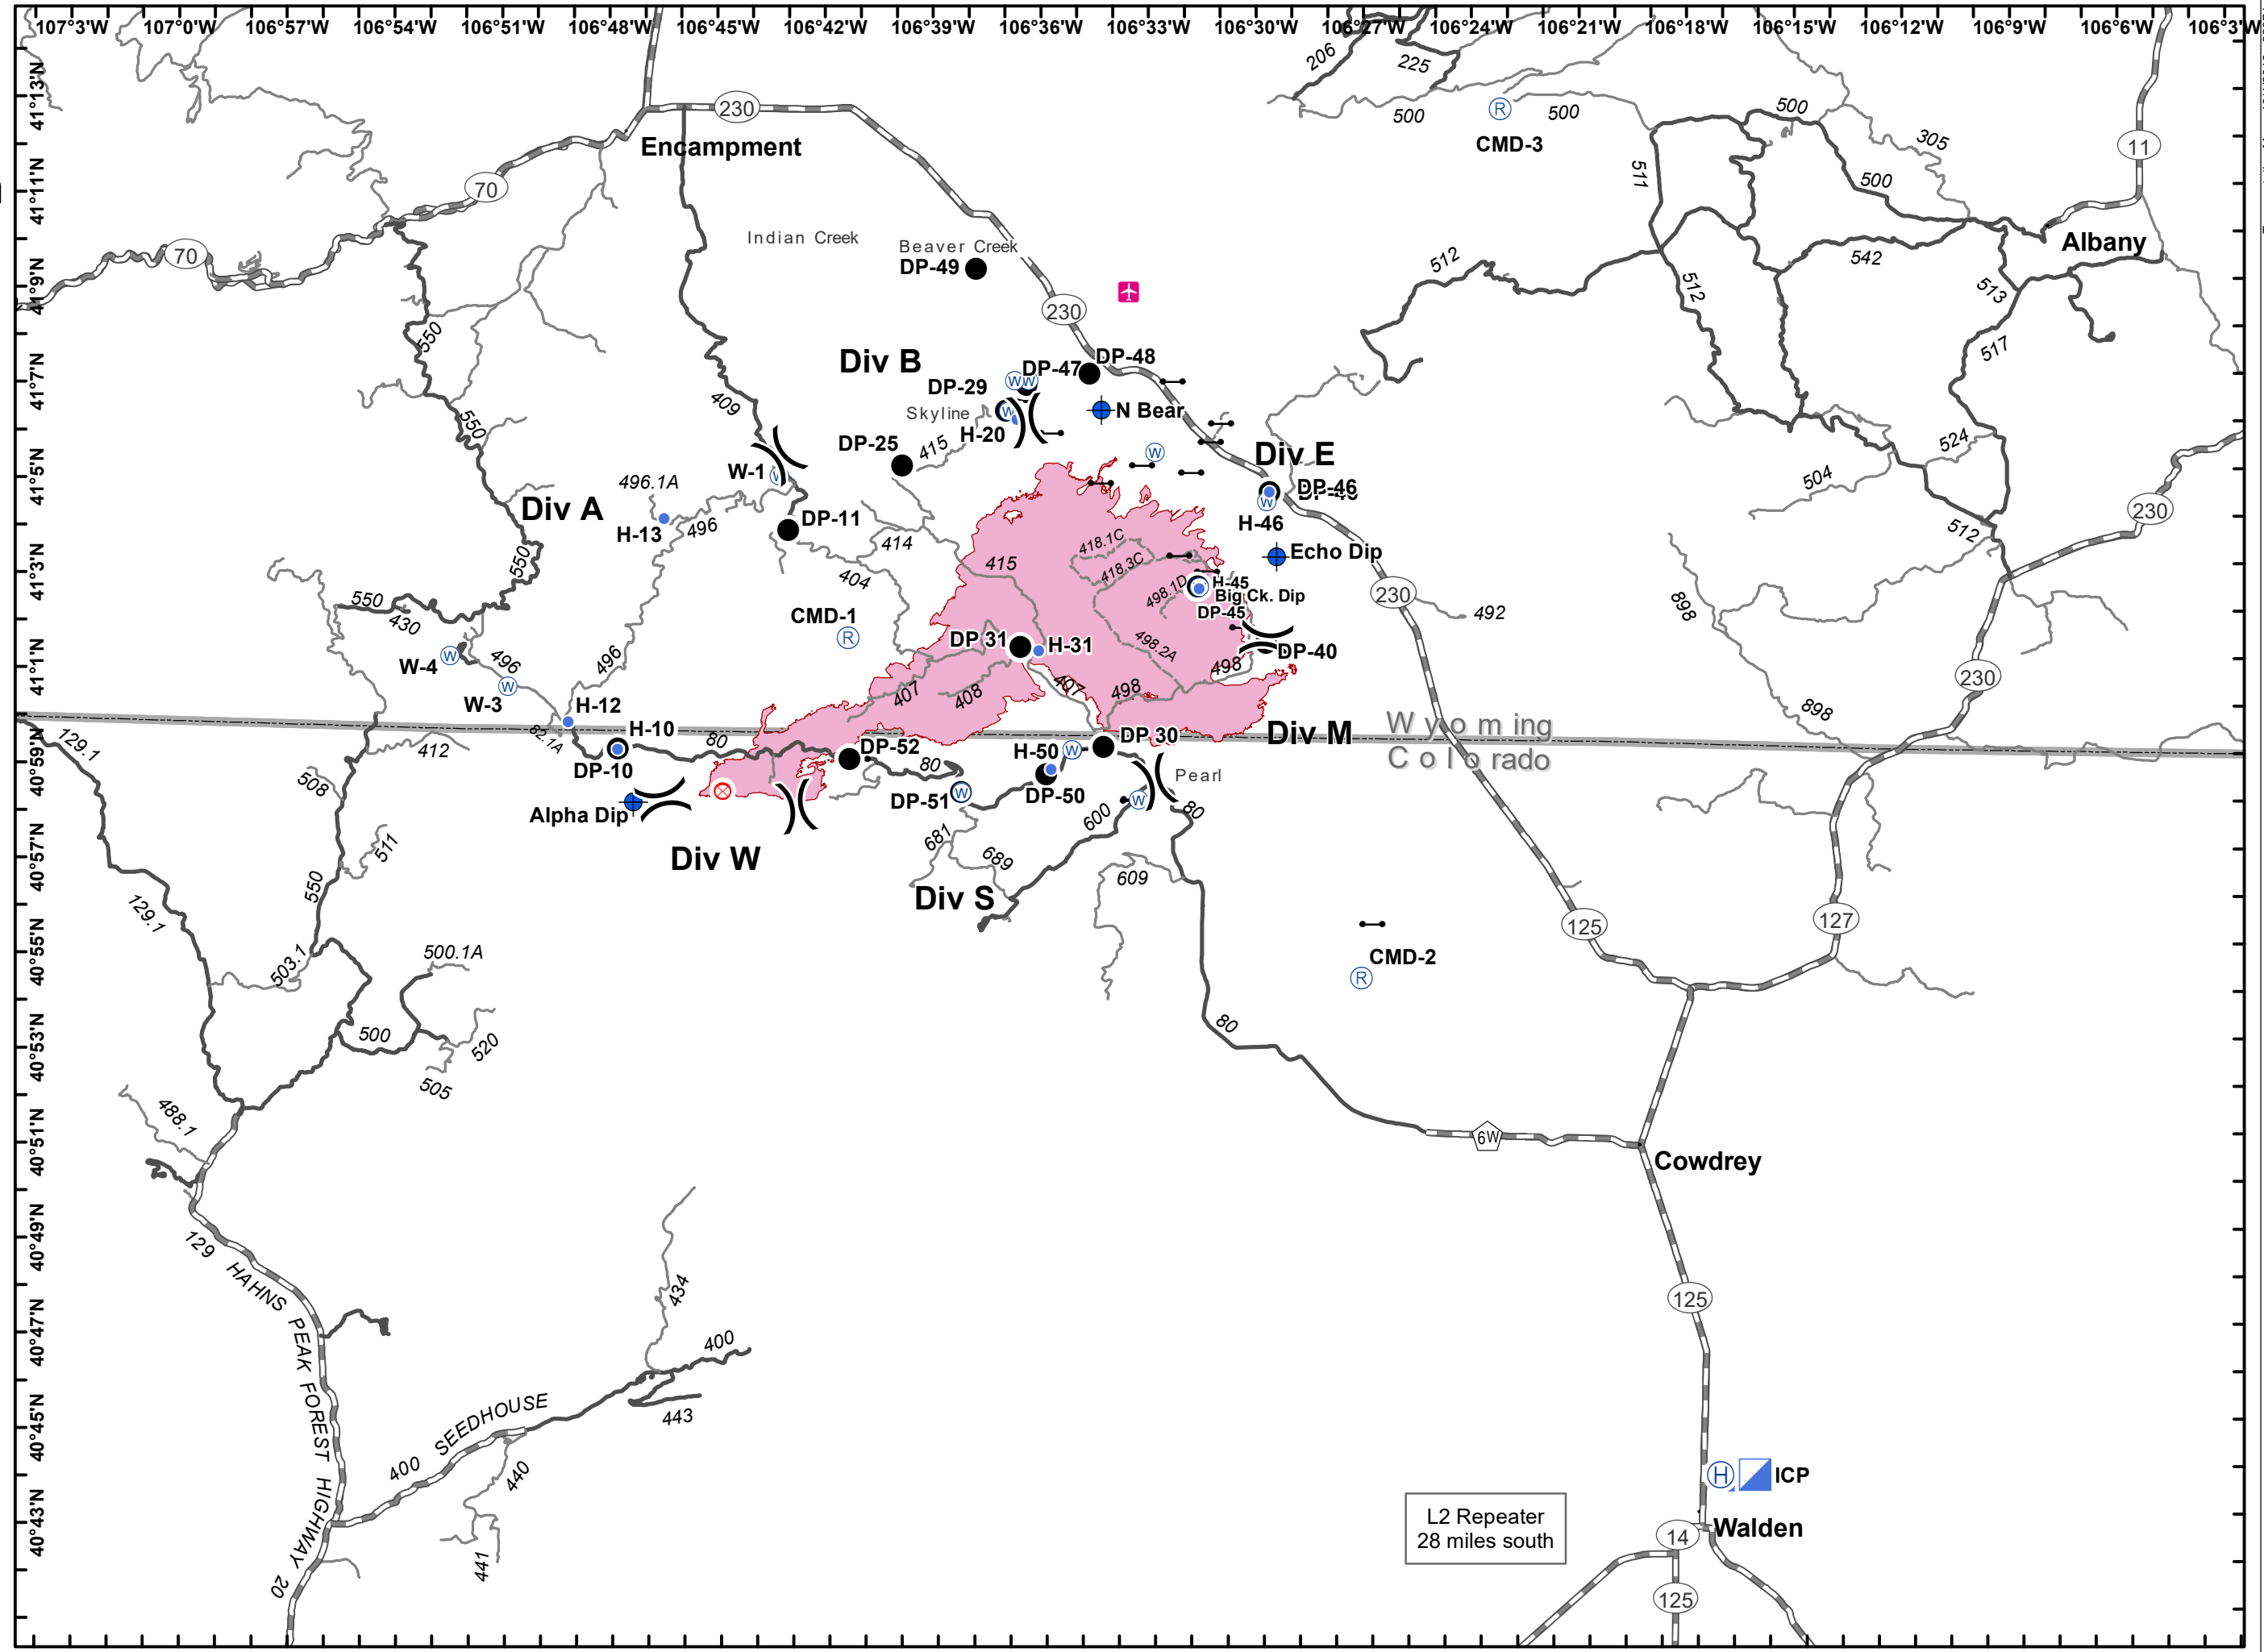 107°3'W 107°0'W 106°57'W 106°54'W 106°51'W 106°48'W 106°45'W 106°42'W 106°39'W 106°36'W 106°33'W 106°30'W 106°27'W 106°24'W 106°21'W 106°18'W 106°15'W 106°12'W 106°9'W 106°6'W 106°3'W
41°13'N
41°11'N
41°9'N
41°7'N
41°5'N
41°3'N
41°1'N
40°59'N
40°57'N
40°55'N
40°53'N
40°51'N
40°49'N
40°47'N
40°45'N
40°43'N
206
225
500
500
R
CMD-3
500
305
11
230
Encampment
70
511
500
70
Indian Creek
Beaver Creek
DP-49
Albany
542
512
512
513
230
550
517
Div B
DP-48
DP-47
DP-29
W
W
W
N Bear
Skyline
H-20
409
550
DP-25
415
W
Div E
524
W-1
504
496.1A
Div A
DP-46
W
H-46
230
H-13
496
DP-11
512
414
418.1C
Echo Dip
550
404
415
418.3C
498.1D
H-45
Big Ck. Dip
DP-45
230
492
898
550
430
CMD-1
R
DP 31
H-31
498.2A
DP-40
498
W
W-4
496
496
W
W-3
407
408
407
498
230
H-12
82.1A
H-10
80
898
Div M
Wyoming
Colorado
129.1
412
DP-10
DP-52
80
H-50
W
DP 30
Pearl
508
Alpha Dip
DP-51
W
DP-50
W
80
600
681
689
511
Div W
609
550
Div S
129.1
125
127
503.1
500.1A
CMD-2
R
500
520
505
80
488.1
6W
Cowdrey
129
HAHNS PEAK FOREST HIGHWAY
434
125
400
443
SEEDHOUSE
400
440
H
ICP
L2 Repeater
28 miles south
14
Walden
441
20
125